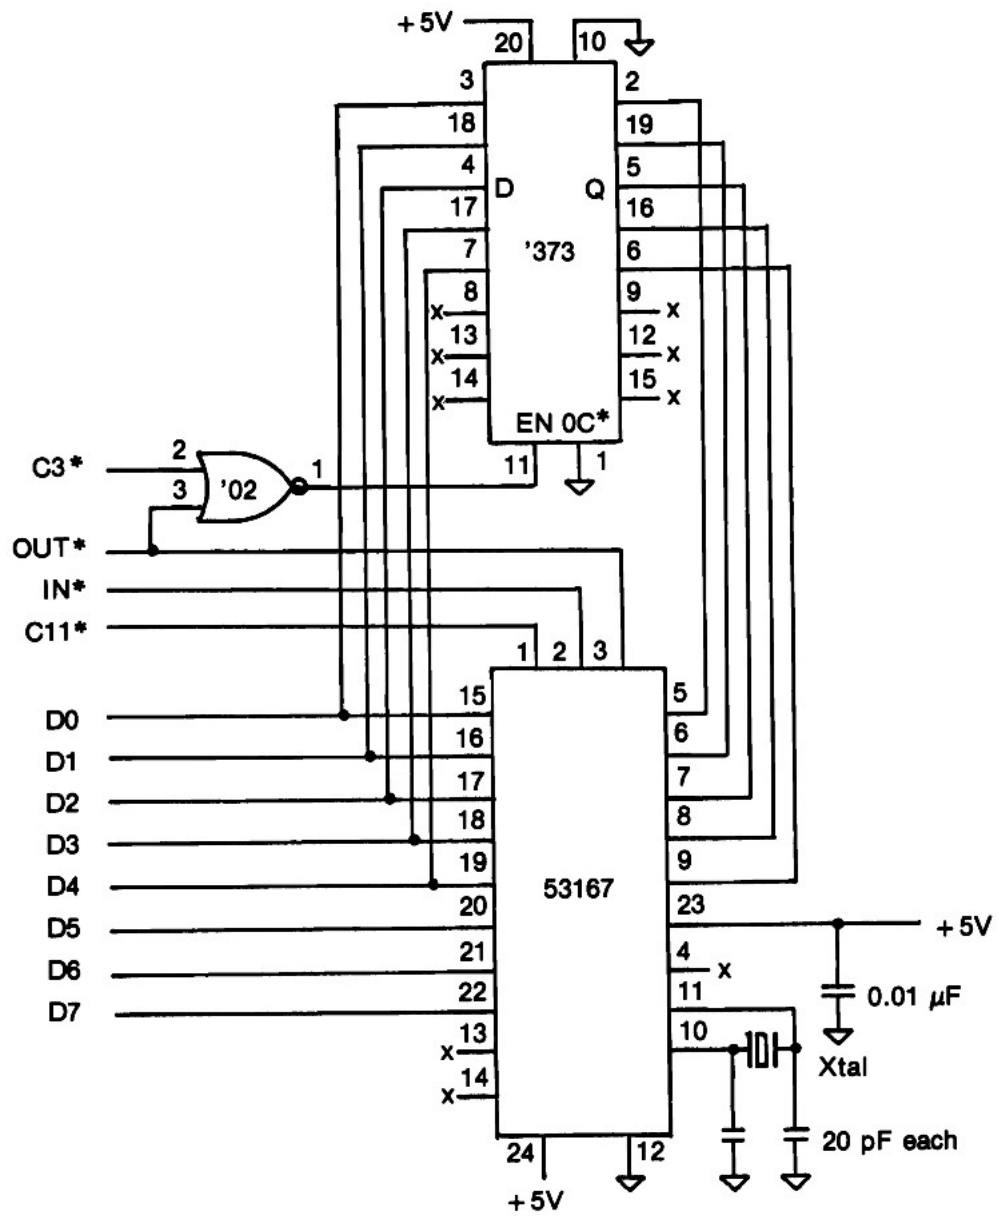 +5V
20 10
3 2
18 19
4 5
D Q
17 16
'373
7 6
x 8 9 x
x 13 12 x
x 14 15 x
EN 0C*
11 1
C3* 2
'02 1
3
OUT*
IN*
C11*
1 2 3
D0 15 5
D1 16 6
D2 17 7
D3 18 8
D4 19 9
53167
D5 20 23 +5V
D6 21 4 x
D7 22 11 0.01 µF
x 13 10
Xtal
x 14
20 pF each
24 12
+5V